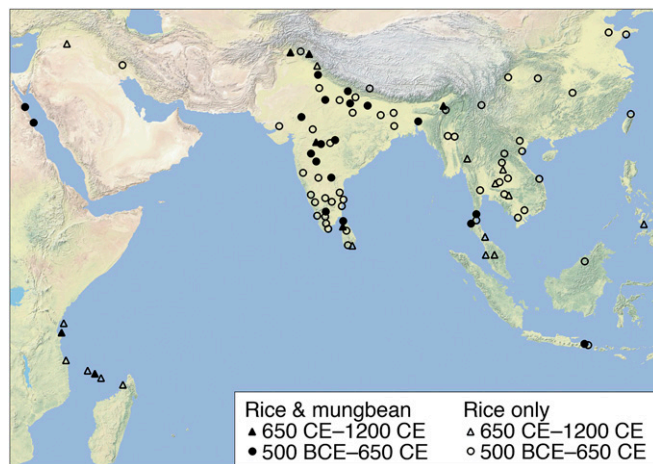 Rice & mungbean Rice only
▲ 650 CE–1200 CE △ 650 CE–1200 CE
● 500 BCE–650 CE ○ 500 BCE–650 CE